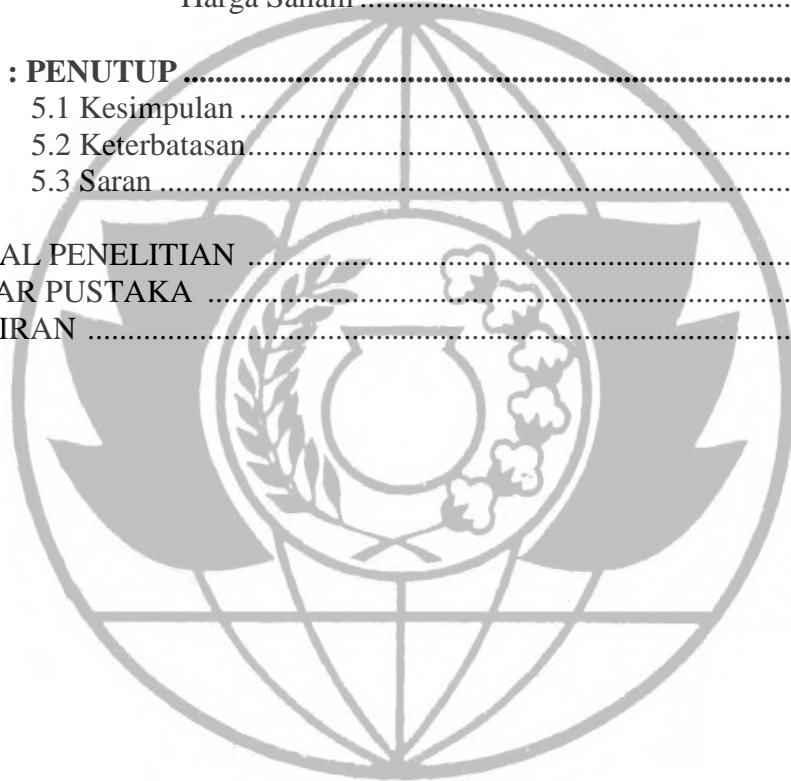 Harga Saham ........................................................
: PENUTUP ................................................................................
5.1 Kesimpulan .........................................................................
5.2 Keterbatasan........................................................................
5.3 Saran ...................................................................................
AL PENELITIAN ........................................................................
AR PUSTAKA .............................................................................
IRAN ............................................................................................